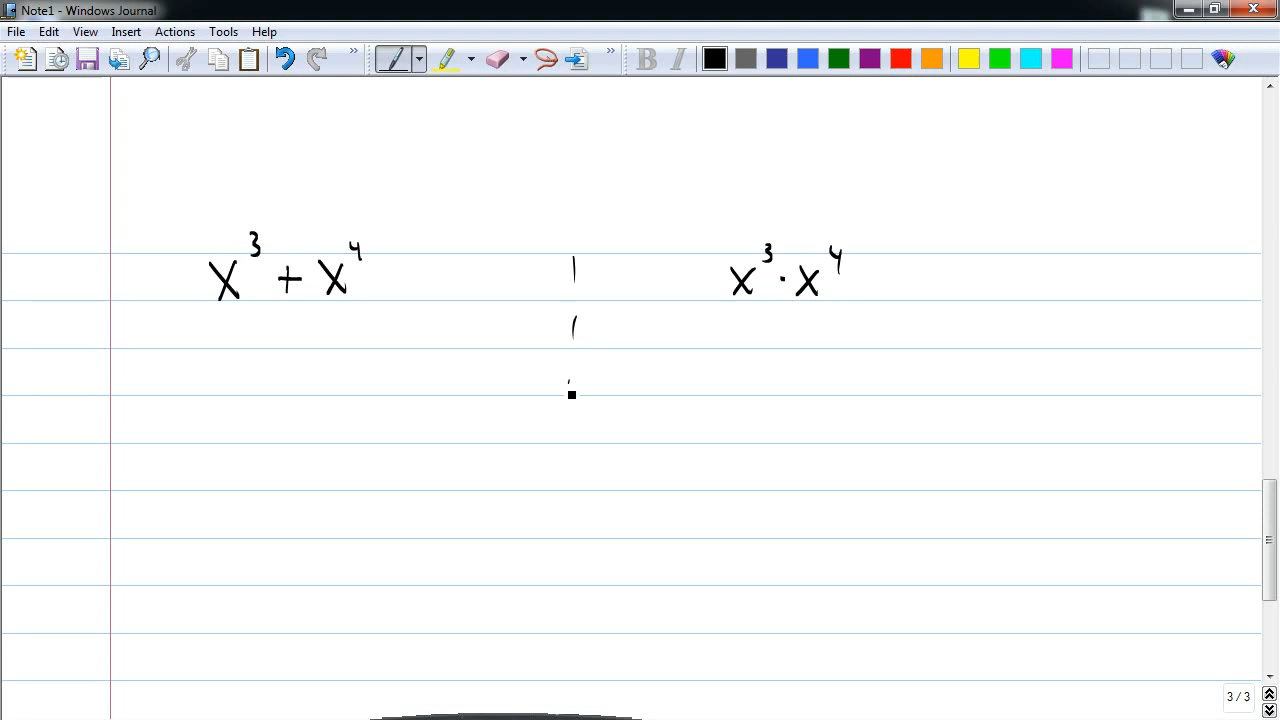 Note1 - Windows Journal
File Edit View Insert Actions Tools Help
B I
x³ + x⁴
x³ · x⁴
3 / 3